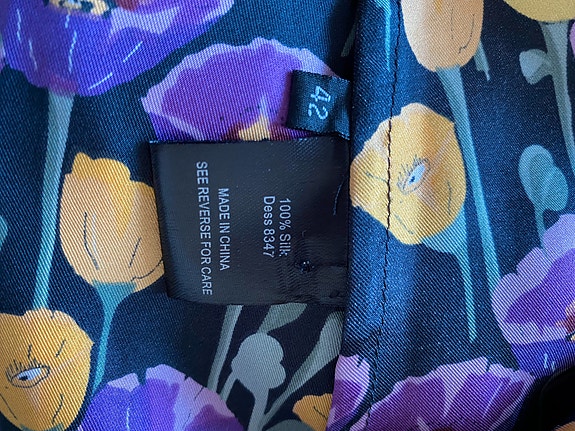 42
100% Silk
Dess 8347
MADE IN CHINA
SEE REVERSE FOR CARE